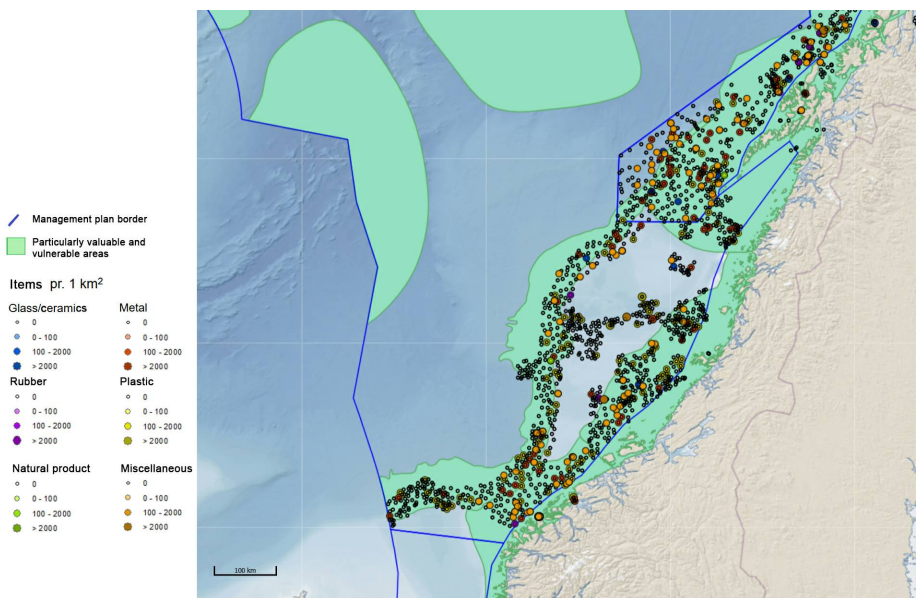 Management plan border
Particularly valuable and
vulnerable areas
Items pr. 1 km²
Glass/ceramics
0
0 - 100
100 - 2000
> 2000
Metal
0
0 - 100
100 - 2000
> 2000
Rubber
0
0 - 100
100 - 2000
> 2000
Plastic
0
0 - 100
100 - 2000
> 2000
Natural product
0
0 - 100
100 - 2000
> 2000
Miscellaneous
0
0 - 100
100 - 2000
> 2000
100 km